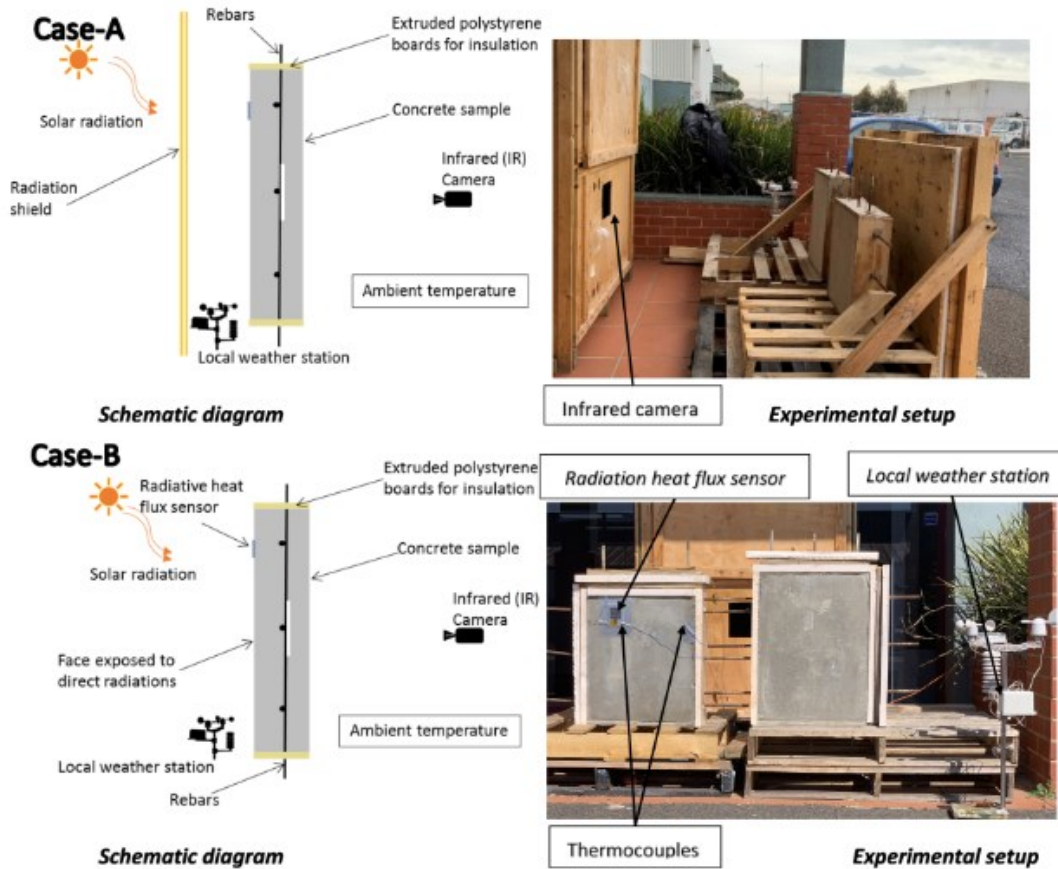 Case-A
Rebars
Extruded polystyrene
boards for insulation
Solar radiation
Concrete sample
Infrared (IR)
Camera
Radiation
shield
Ambient temperature
Local weather station
Infrared camera
Schematic diagram
Experimental setup
Case-B
Radiative heat
flux sensor
Extruded polystyrene
boards for insulation
Radiation heat flux sensor
Local weather station
Solar radiation
Concrete sample
Infrared (IR)
Camera
Face exposed to
direct radiations
Ambient temperature
Local weather station
Rebars
Thermocouples
Schematic diagram
Experimental setup